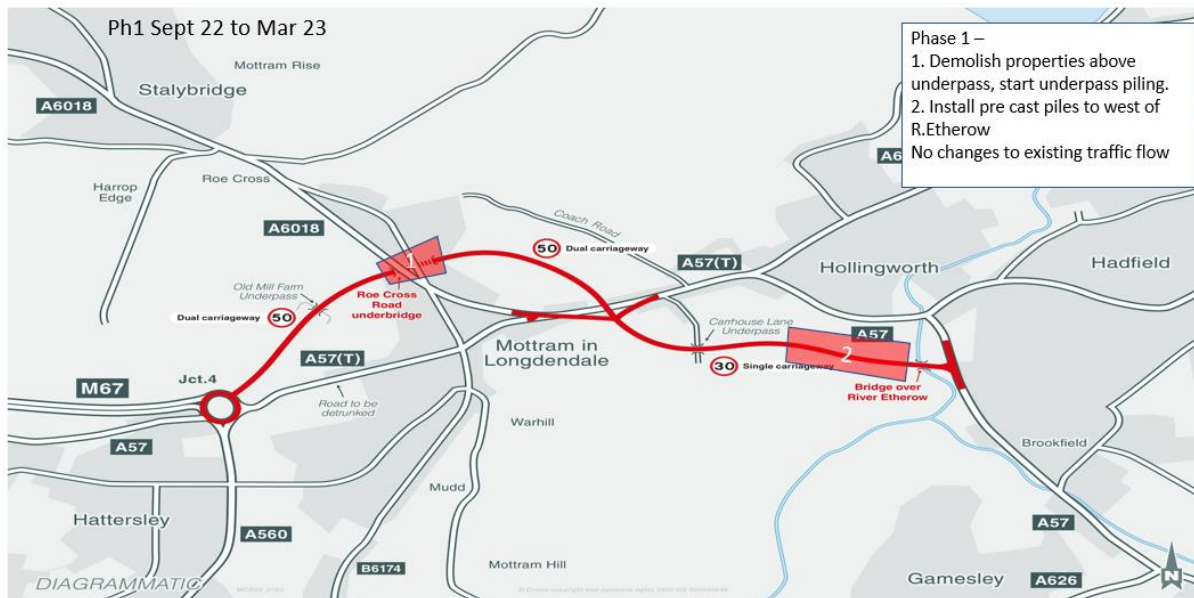 Ph1 Sept 22 to Mar 23
Phase 1 –
1. Demolish properties above
underpass, start underpass piling.
2. Install pre cast piles to west of
R.Etherow
No changes to existing traffic flow
Mottram Rise
Stalybridge
A6018
Harrop
Edge
Roe Cross
A6018
1
Roe Cross
Road
underbridge
Old Mill Farm
Underpass
Dual carriageway 50
50 Dual carriageway
Coach Road
A57(T)
Hollingworth
Hadfield
A57
Carrhouse Lane
Underpass
2
30 Single carriageway
Bridge over
River Etherow
Mottram in
Longdendale
A57(T)
Jct.4
M67
Road to be
detrunked
A57
Warhill
Brookfield
Mudd
Hattersley
A560
B6174
Mottram Hill
A57
Gamesley
A626
DIAGRAMMATIC
N